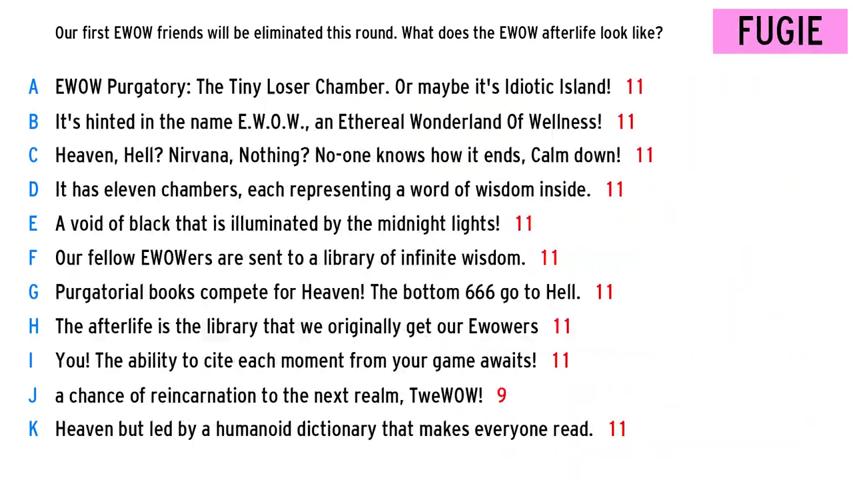 Our first EWOW friends will be eliminated this round. What does the EWOW afterlife look like?
FUGIE
A EWOW Purgatory: The Tiny Loser Chamber. Or maybe it's Idiotic Island! 11
B It's hinted in the name E.W.O.W., an Ethereal Wonderland Of Wellness! 11
C Heaven, Hell? Nirvana, Nothing? No-one knows how it ends, Calm down! 11
D It has eleven chambers, each representing a word of wisdom inside. 11
E A void of black that is illuminated by the midnight lights! 11
F Our fellow EWOWers are sent to a library of infinite wisdom. 11
G Purgatorial books compete for Heaven! The bottom 666 go to Hell. 11
H The afterlife is the library that we originally get our Ewowers 11
I You! The ability to cite each moment from your game awaits! 11
J a chance of reincarnation to the next realm, TweWOW! 9
K Heaven but led by a humanoid dictionary that makes everyone read. 11